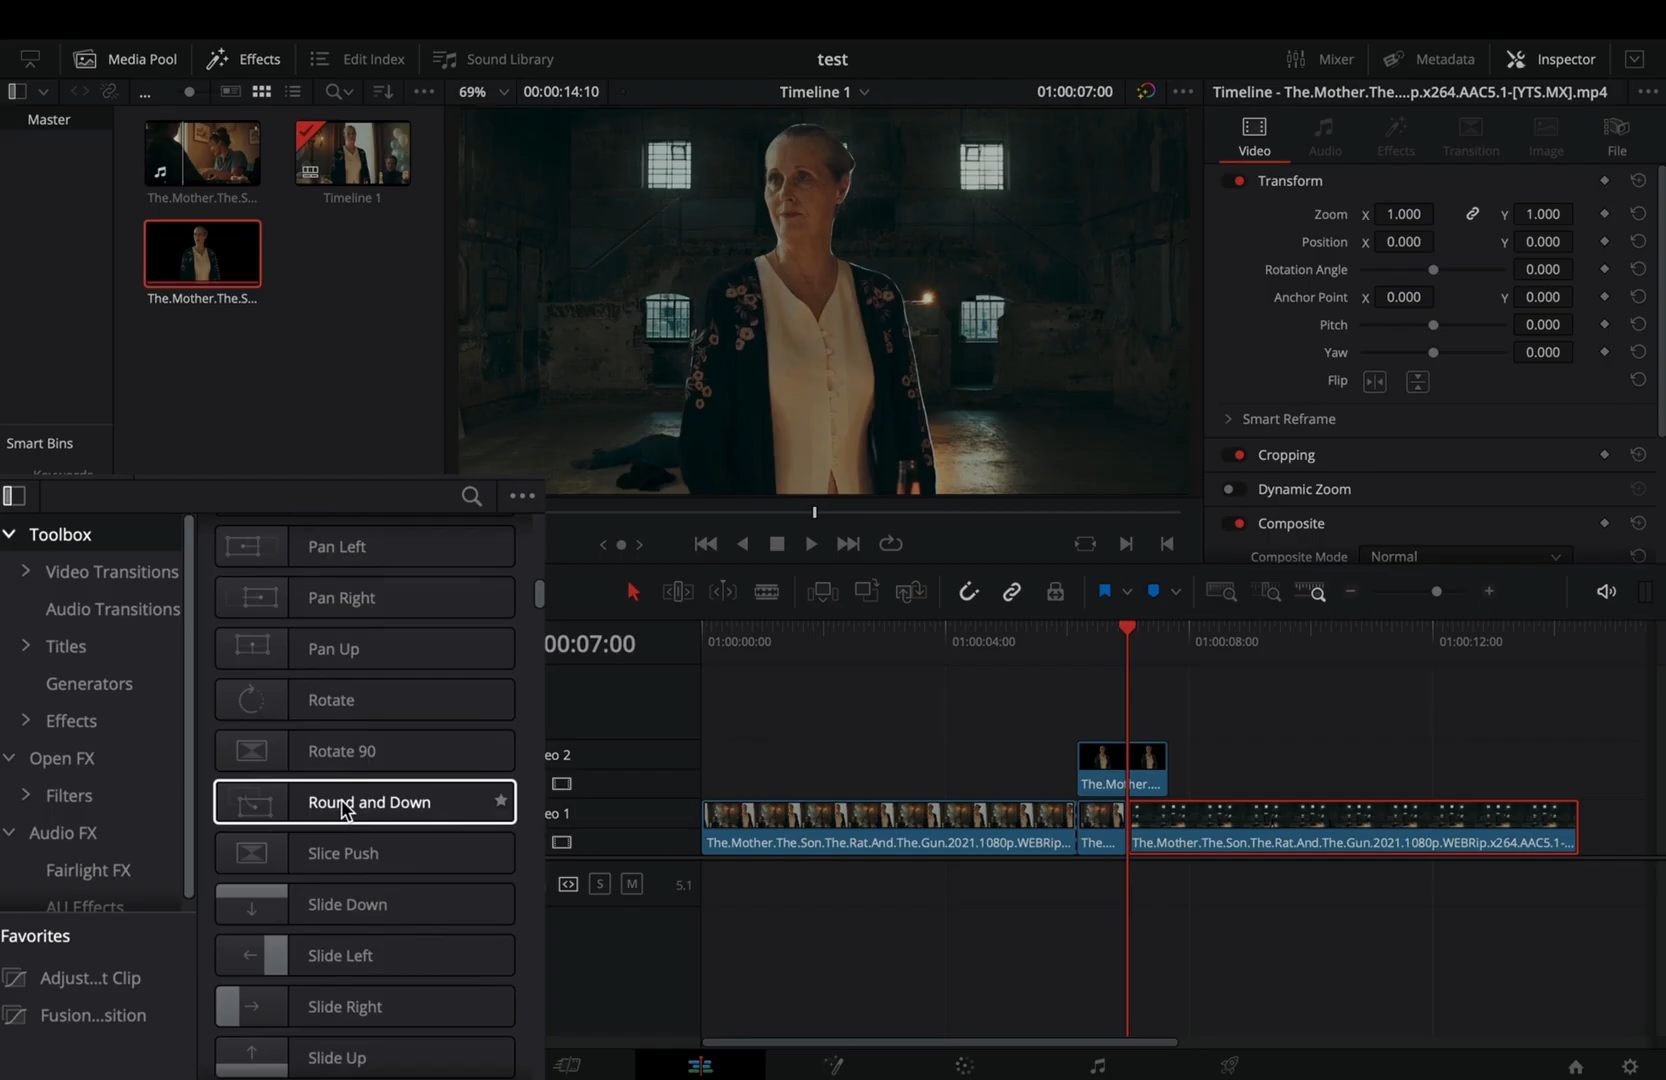 Media Pool
Effects
Edit Index
Sound Library
test
Mixer
Metadata
Inspector
...
69%
00:00:14:10
Timeline 1
01:00:07:00
Timeline - The.Mother.The....p.x264.AAC5.1-[YTS.MX].mp4
Master
The.Mother.The.S...
Timeline 1
The.Mother.The.S...
Smart Bins
Keywords
Video
Audio
Effects
Transition
Image
File
Transform
Zoom X 1.000 Y 1.000
Position X 0.000 Y 0.000
Rotation Angle 0.000
Anchor Point X 0.000 Y 0.000
Pitch 0.000
Yaw 0.000
Flip
Smart Reframe
Cropping
Dynamic Zoom
Composite
Composite Mode Normal
Toolbox
Video Transitions
Audio Transitions
Titles
Generators
Effects
Open FX
Filters
Audio FX
Fairlight FX
AU Effects
Favorites
Adjust...t Clip
Fusion...sition
Pan Left
Pan Right
Pan Up
Rotate
Rotate 90
Round and Down
Slice Push
Slide Down
Slide Left
Slide Right
Slide Up
00:07:00
01:00:00:00
01:00:04:00
01:00:08:00
01:00:12:00
eo 2
The.Mother....
eo 1
The.Mother.The.Son.The.Rat.And.The.Gun.2021.1080p.WEBRip...
The....
The.Mother.The.Son.The.Rat.And.The.Gun.2021.1080p.WEBRip.x264.AAC5.1-...
S
M
5.1